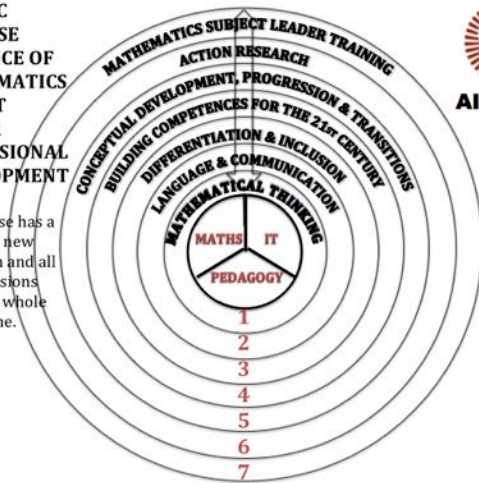 MATHEMATICS SUBJECT LEADER TRAINING
ACTION RESEARCH
CONCEPTUAL DEVELOPMENT, PROGRESSION & TRANSITIONS
BUILDING COMPETENCES FOR THE 21ST CENTURY
DIFFERENTIATION & INCLUSION
LANGUAGE & COMMUNICATION
MATHEMATICAL THINKING
MATHS IT
PEDAGOGY
1
2
3
4
5
6
7
C
SE
CE OF
MATICS
T
SIONAL
OPMENT
se has a
new
n and all
sions
whole
ne.
AI